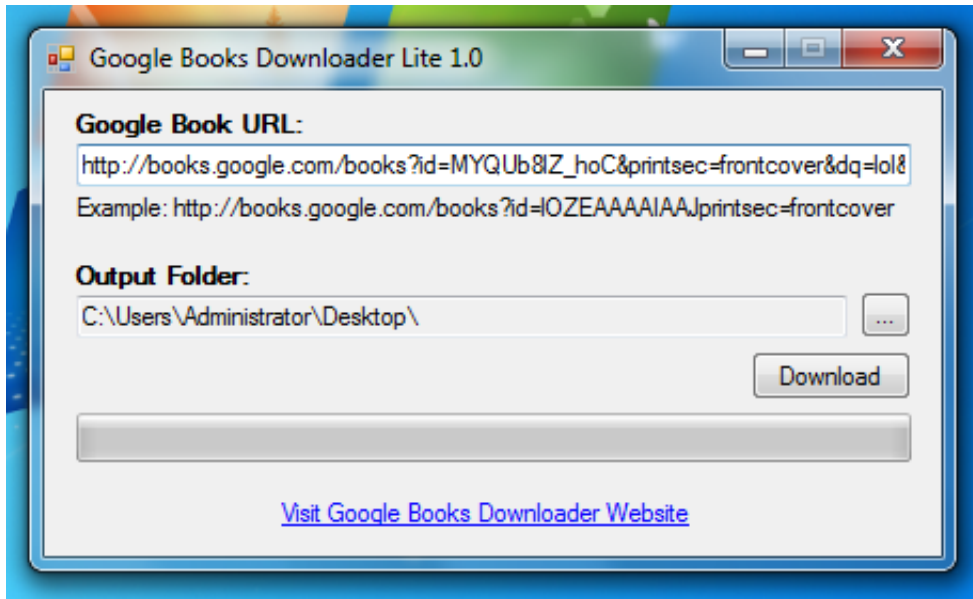 Google Books Downloader Lite 1.0
Google Book URL:
http://books.google.com/books?id=MYQUb8lZ_hoC&printsec=frontcover&dq=lol&
Example: http://books.google.com/books?id=IOZEAAAAIAAJprintsec=frontcover
Output Folder:
C:\Users\Administrator\Desktop\
...
Download
Visit Google Books Downloader Website